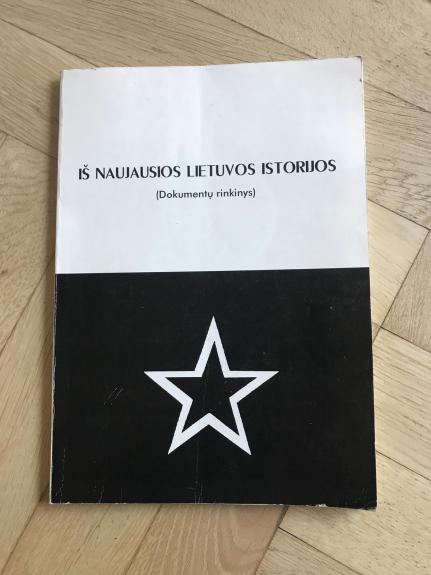 IŠ NAUJAUSIOS LIETUVOS ISTORIJOS
(Dokumentų rinkinys)